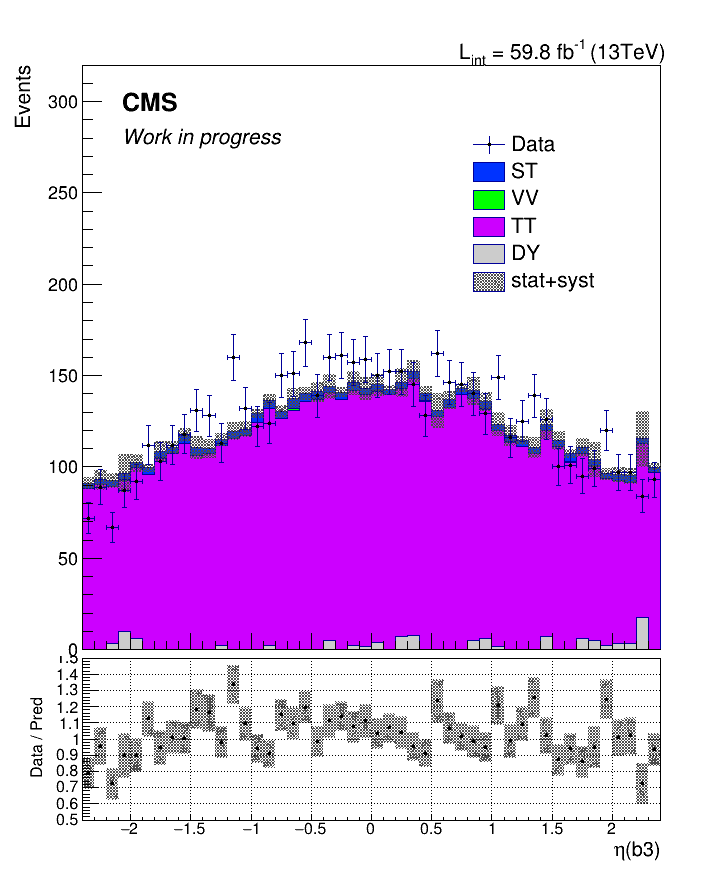 L_int = 59.8 fb^-1 (13TeV)
Events
CMS
Work in progress
Data
ST
VV
TT
DY
stat+syst
300
250
200
150
100
50
0
Data / Pred
1.5
1.4
1.3
1.2
1.1
1
0.9
0.8
0.7
0.6
0.5
−2 −1.5 −1 −0.5 0 0.5 1 1.5 2
η(b3)